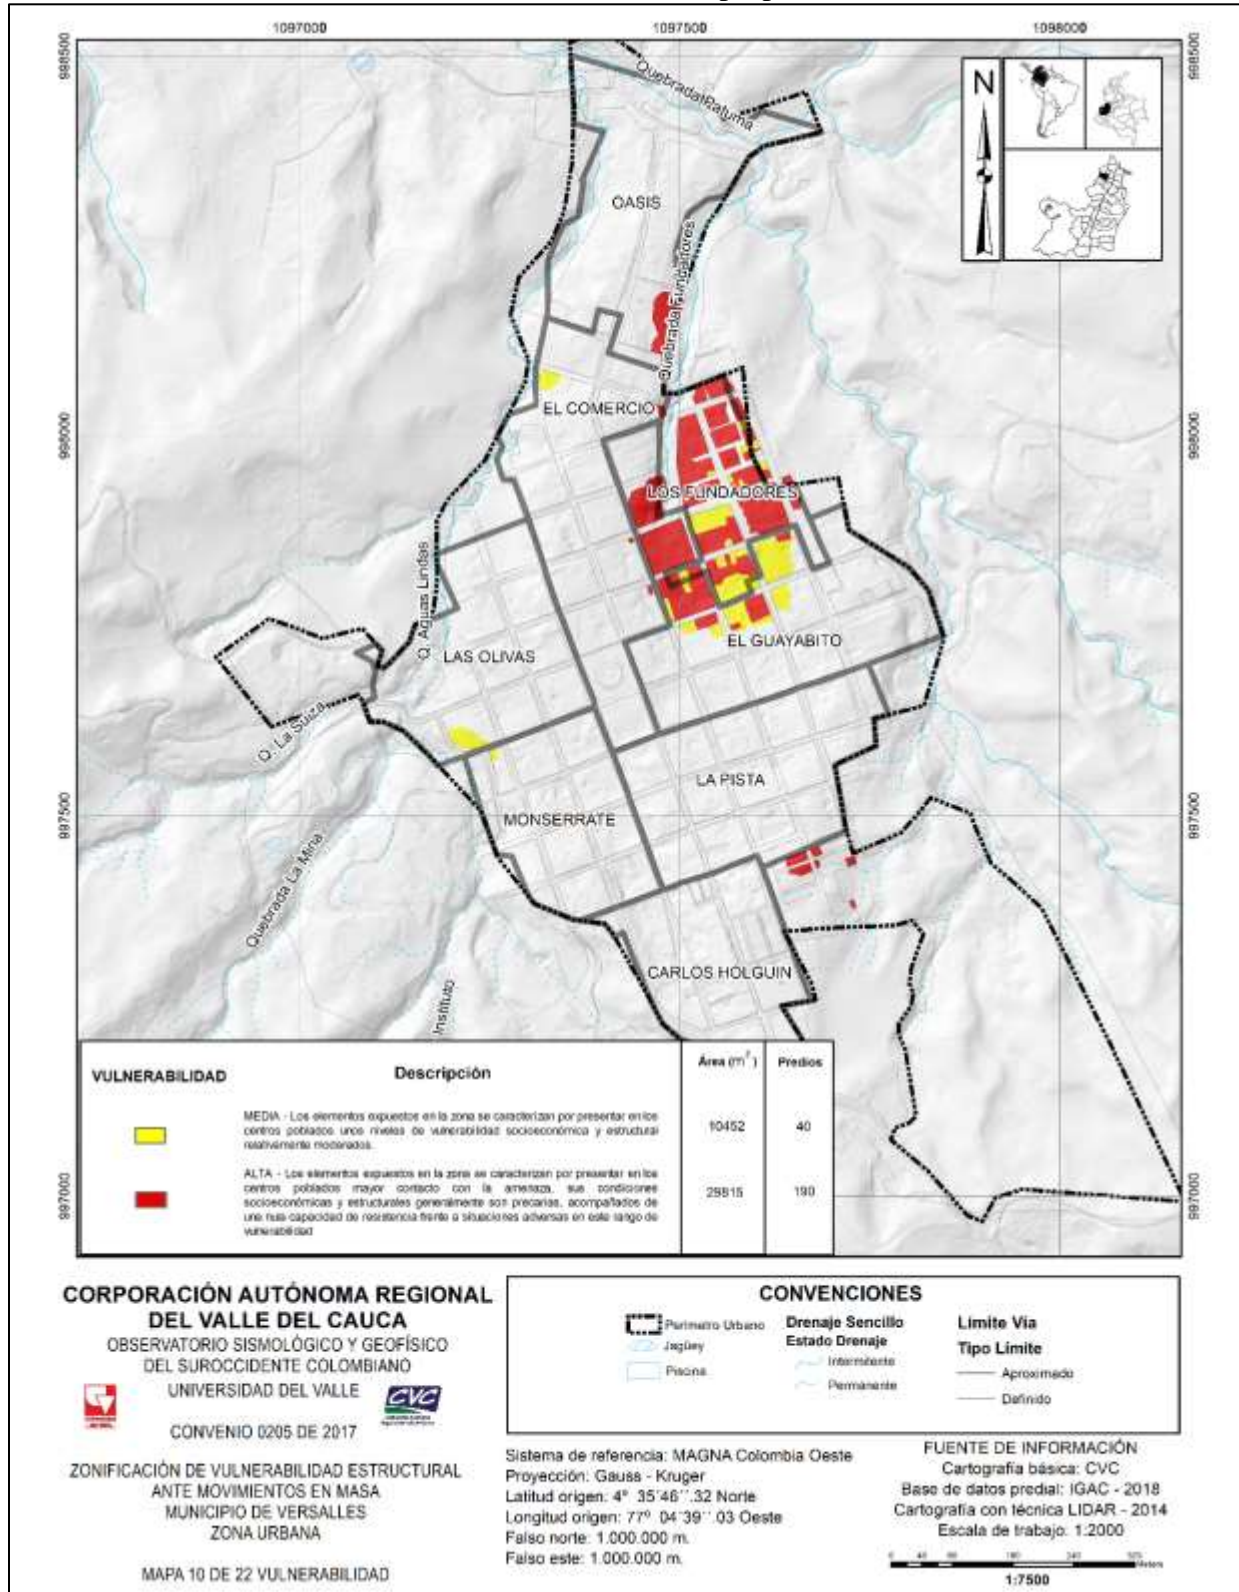 1097000
1097500
1098000
998500
998500
Quebrada Patuma
N
OASIS
Quebrada Fundadores
EL COMERCIO
998000
998000
LOS FUNDADORES
Q. Aguas Lindas
EL GUAYABITO
LAS OLIVAS
Q. La Suiza
LA PISTA
997500
997500
MONSERRATE
Quebrada La Mina
CARLOS HOLGUIN
Instituto
VULNERABILIDAD
Descripción
Área (m²)
Predios
MEDIA - Los elementos expuestos en la zona se caracterizan por presentar en los
centros poblados unos niveles de vulnerabilidad socioeconómica y estructural
relativamente moderados.
10452
40
ALTA - Los elementos expuestos en la zona se caracterizan por presentar en los
centros poblados mayor contacto con la amenaza, sus condiciones
socioeconómicas y estructurales generalmente son precarias, acompañados de
una nula capacidad de resistencia frente a situaciones adversas en este rango de
vulnerabilidad
29815
190
997000
997000
CORPORACIÓN AUTÓNOMA REGIONAL
DEL VALLE DEL CAUCA
OBSERVATORIO SISMOLÓGICO Y GEOFÍSICO
DEL SUROCCIDENTE COLOMBIANO
UNIVERSIDAD DEL VALLE
CVC
CONVENIO 0205 DE 2017
ZONIFICACIÓN DE VULNERABILIDAD ESTRUCTURAL
ANTE MOVIMIENTOS EN MASA
MUNICIPIO DE VERSALLES
ZONA URBANA
MAPA 10 DE 22 VULNERABILIDAD
CONVENCIONES
Perímetro Urbano
Jagüey
Piscina
Drenaje Sencillo
Estado Drenaje
Intermitente
Permanente
Límite Vía
Tipo Límite
Aproximado
Definido
Sistema de referencia: MAGNA Colombia Oeste
Proyección: Gauss - Kruger
Latitud origen: 4° 35´46´´.32 Norte
Longitud origen: 77° 04´39´´.03 Oeste
Falso norte: 1.000.000 m.
Falso este: 1.000.000 m.
FUENTE DE INFORMACIÓN
Cartografía básica: CVC
Base de datos predial: IGAC - 2018
Cartografía con técnica LIDAR - 2014
Escala de trabajo: 1:2000
1:7500